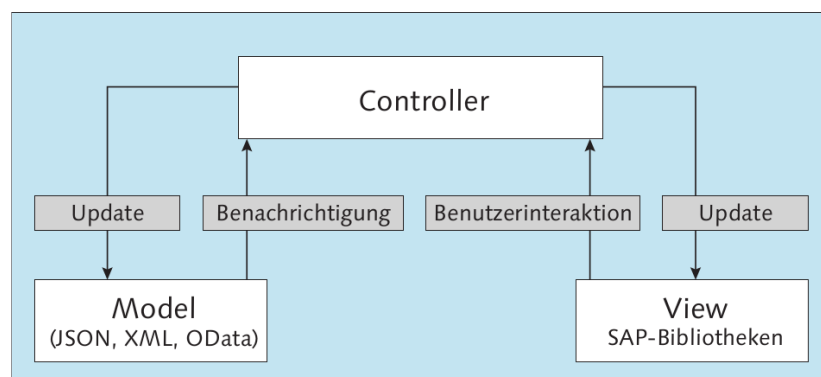 Controller
Update
Benachrichtigung
Benutzerinteraktion
Update
Model
(JSON, XML, OData)
View
SAP-Bibliotheken